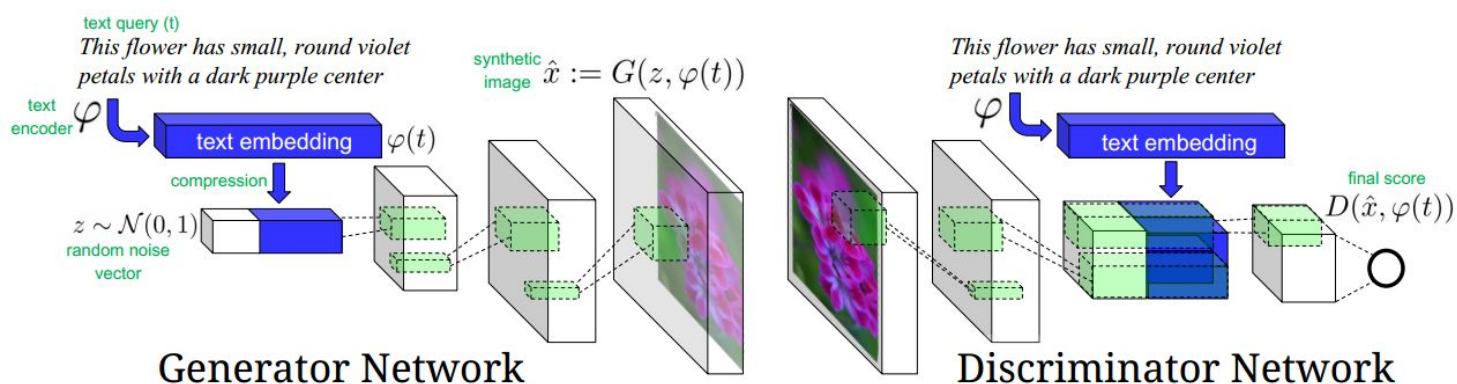 text query (t)
This flower has small, round violet
petals with a dark purple center
text
encoder
φ
text embedding
φ(t)
compression
z ∼ 𝒩(0, 1)
random noise
vector
synthetic
image
x̂ := G(z, φ(t))
Generator Network
This flower has small, round violet
petals with a dark purple center
φ
text embedding
final score
D(x̂, φ(t))
Discriminator Network